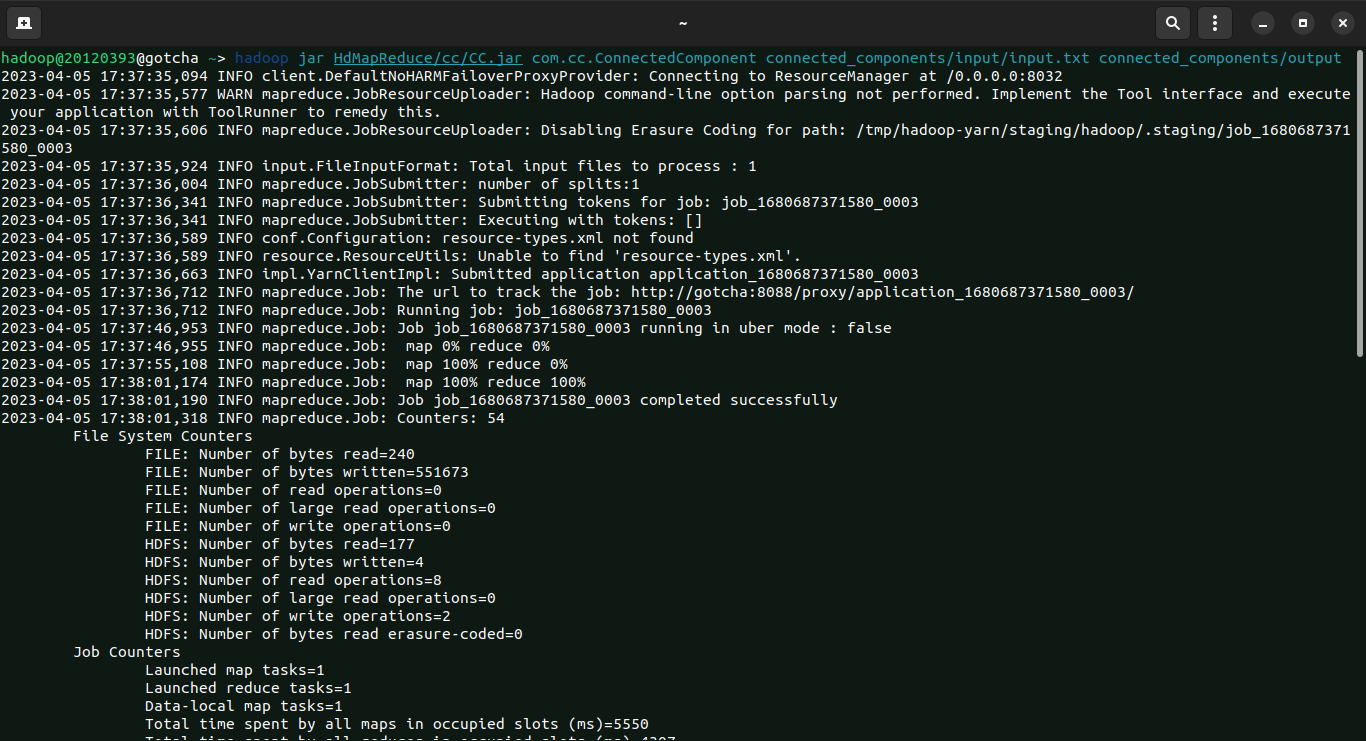 ~
hadoop@20120393@gotcha ~> hadoop jar HdMapReduce/cc/CC.jar com.cc.ConnectedComponent connected_components/input/input.txt connected_components/output
2023-04-05 17:37:35,094 INFO client.DefaultNoHARMFailoverProxyProvider: Connecting to ResourceManager at /0.0.0.0:8032
2023-04-05 17:37:35,577 WARN mapreduce.JobResourceUploader: Hadoop command-line option parsing not performed. Implement the Tool interface and execute
 your application with ToolRunner to remedy this.
2023-04-05 17:37:35,606 INFO mapreduce.JobResourceUploader: Disabling Erasure Coding for path: /tmp/hadoop-yarn/staging/hadoop/.staging/job_1680687371
580_0003
2023-04-05 17:37:35,924 INFO input.FileInputFormat: Total input files to process : 1
2023-04-05 17:37:36,004 INFO mapreduce.JobSubmitter: number of splits:1
2023-04-05 17:37:36,341 INFO mapreduce.JobSubmitter: Submitting tokens for job: job_1680687371580_0003
2023-04-05 17:37:36,341 INFO mapreduce.JobSubmitter: Executing with tokens: []
2023-04-05 17:37:36,589 INFO conf.Configuration: resource-types.xml not found
2023-04-05 17:37:36,589 INFO resource.ResourceUtils: Unable to find 'resource-types.xml'.
2023-04-05 17:37:36,663 INFO impl.YarnClientImpl: Submitted application application_1680687371580_0003
2023-04-05 17:37:36,712 INFO mapreduce.Job: The url to track the job: http://gotcha:8088/proxy/application_1680687371580_0003/
2023-04-05 17:37:36,712 INFO mapreduce.Job: Running job: job_1680687371580_0003
2023-04-05 17:37:46,953 INFO mapreduce.Job: Job job_1680687371580_0003 running in uber mode : false
2023-04-05 17:37:46,955 INFO mapreduce.Job:  map 0% reduce 0%
2023-04-05 17:37:55,108 INFO mapreduce.Job:  map 100% reduce 0%
2023-04-05 17:38:01,174 INFO mapreduce.Job:  map 100% reduce 100%
2023-04-05 17:38:01,190 INFO mapreduce.Job: Job job_1680687371580_0003 completed successfully
2023-04-05 17:38:01,318 INFO mapreduce.Job: Counters: 54
File System Counters
FILE: Number of bytes read=240
FILE: Number of bytes written=551673
FILE: Number of read operations=0
FILE: Number of large read operations=0
FILE: Number of write operations=0
HDFS: Number of bytes read=177
HDFS: Number of bytes written=4
HDFS: Number of read operations=8
HDFS: Number of large read operations=0
HDFS: Number of write operations=2
HDFS: Number of bytes read erasure-coded=0
Job Counters
Launched map tasks=1
Launched reduce tasks=1
Data-local map tasks=1
Total time spent by all maps in occupied slots (ms)=5550